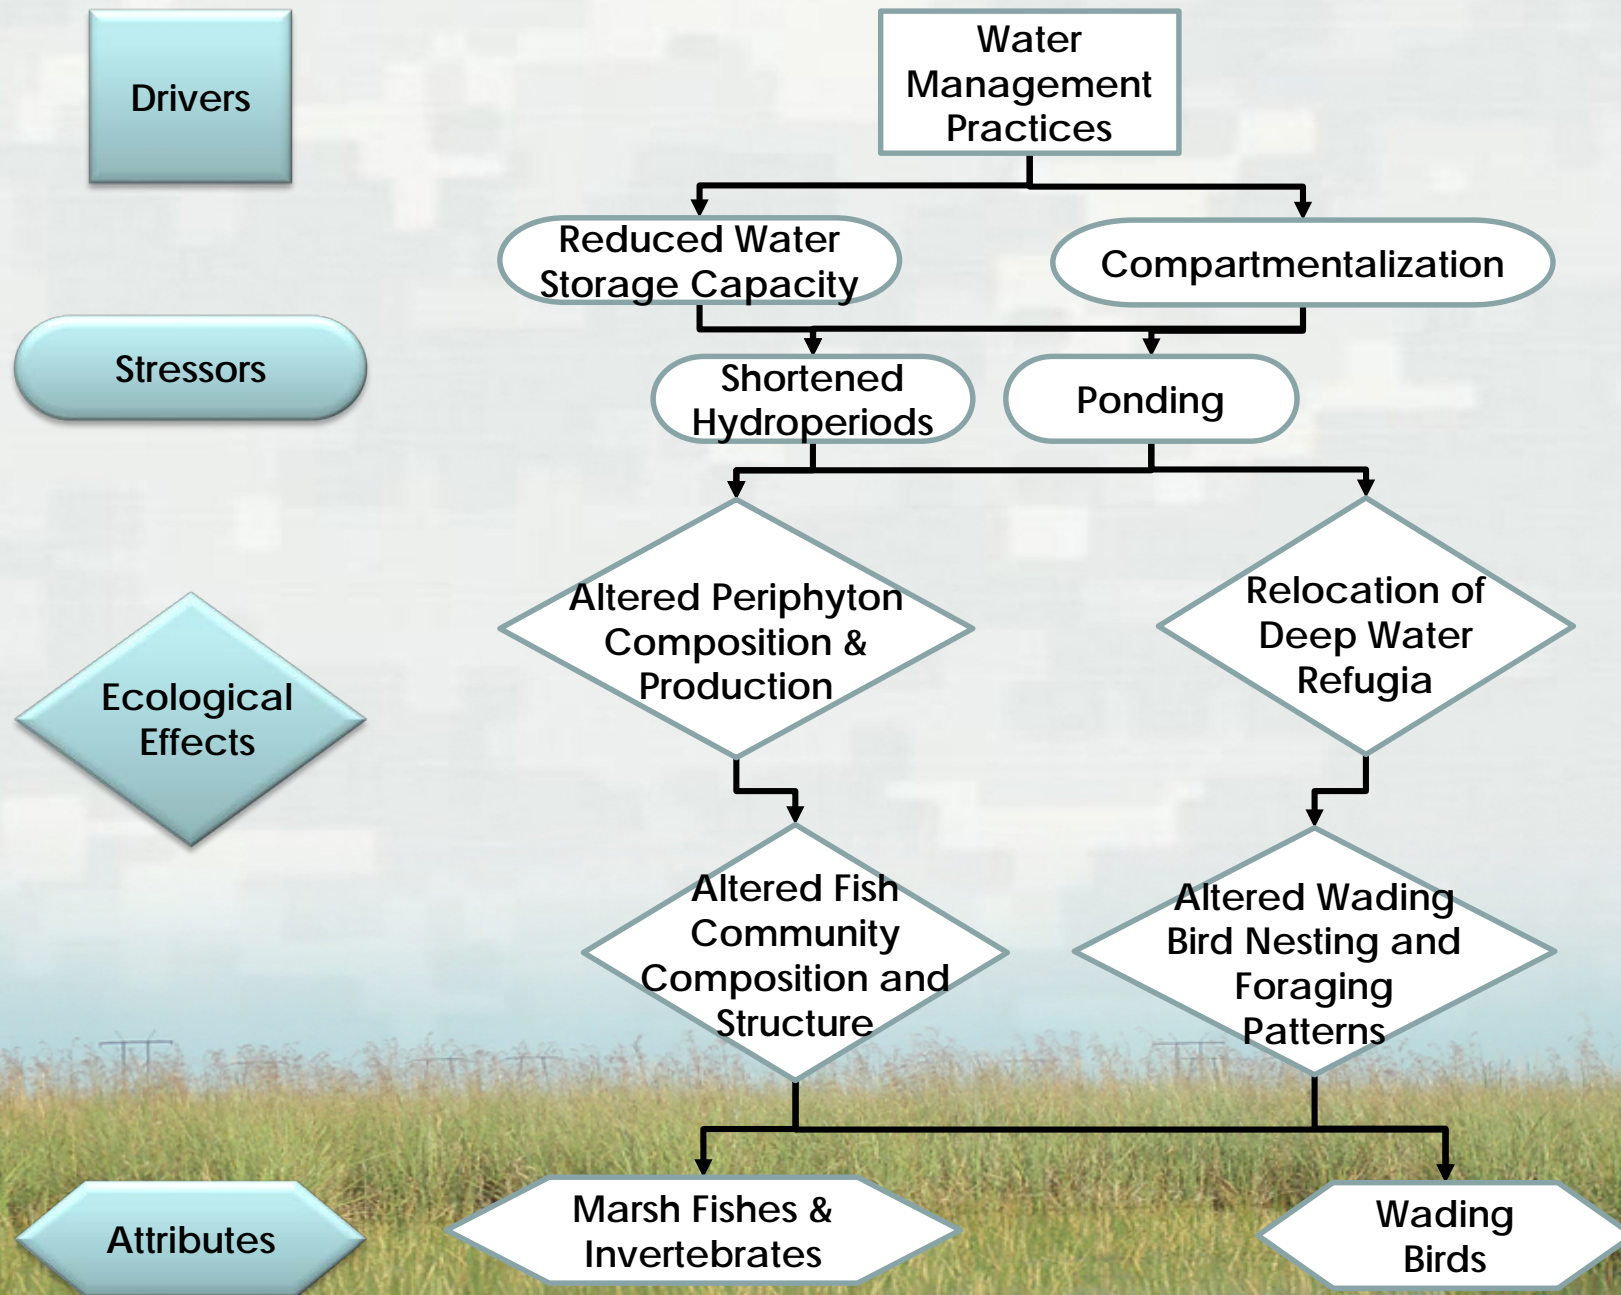 Drivers
Water
Management
Practices
Reduced Water
Storage Capacity
Compartmentalization
Stressors
Shortened
Hydroperiods
Ponding
Altered Periphyton
Composition &
Production
Relocation of
Deep Water
Refugia
Ecological
Effects
Altered Fish
Community
Composition and
Structure
Altered Wading
Bird Nesting and
Foraging
Patterns
Attributes
Marsh Fishes &
Invertebrates
Wading
Birds